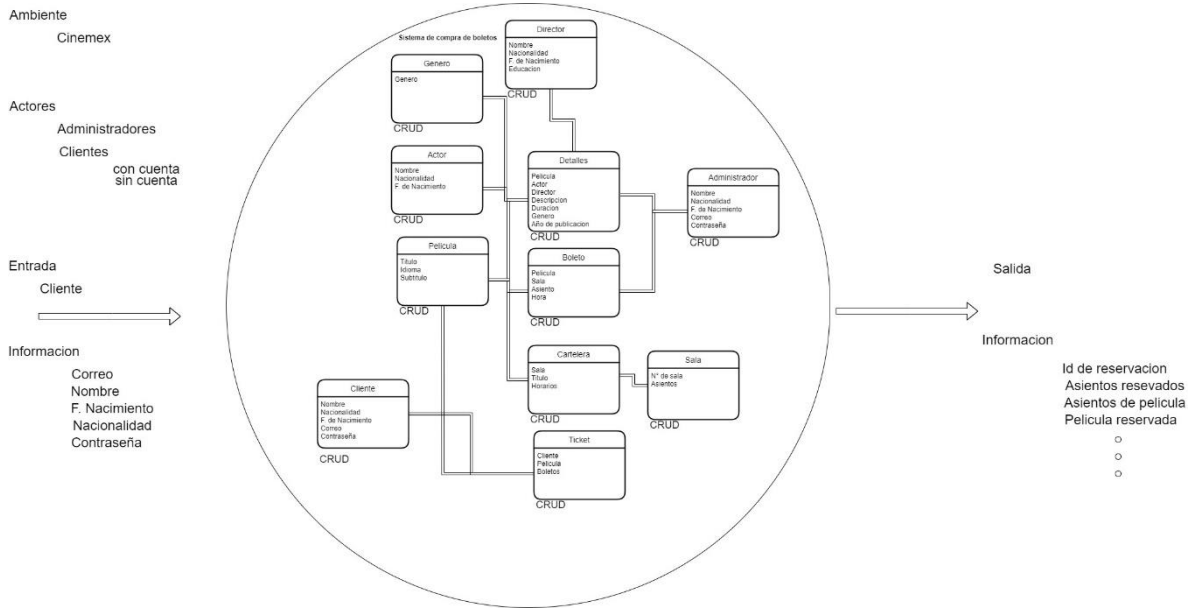 Ambiente
Cinemex
Actores
Administradores
Clientes
con cuenta
sin cuenta
Entrada
Cliente
Informacion
Correo
Nombre
F. Nacimiento
Nacionalidad
Contraseña
Sistema de compra de boletos
Director
Nombre
Nacionalidad
F. de Nacimiento
Educacion
CRUD
Genero
Genero
CRUD
Actor
Nombre
Nacionalidad
F. de Nacimiento
CRUD
Detalles
Pelicula
Actor
Director
Descripcion
Duracion
Genero
Año de publicacion
CRUD
Administrador
Nombre
Nacionalidad
F. de Nacimiento
Correo
Contraseña
CRUD
Pelicula
Titulo
Idioma
Subtitulo
CRUD
Boleto
Pelicula
Sala
Asiento
Hora
CRUD
Cartelera
Sala
Titulo
Horarios
CRUD
Sala
N° de sala
Asientos
CRUD
Cliente
Nombre
Nacionalidad
F. de Nacimiento
Correo
Contraseña
CRUD
Ticket
Cliente
Pelicula
Boletos
CRUD
Salida
Informacion
Id de reservacion
Asientos resevados
Asientos de pelicula
Pelicula reservada